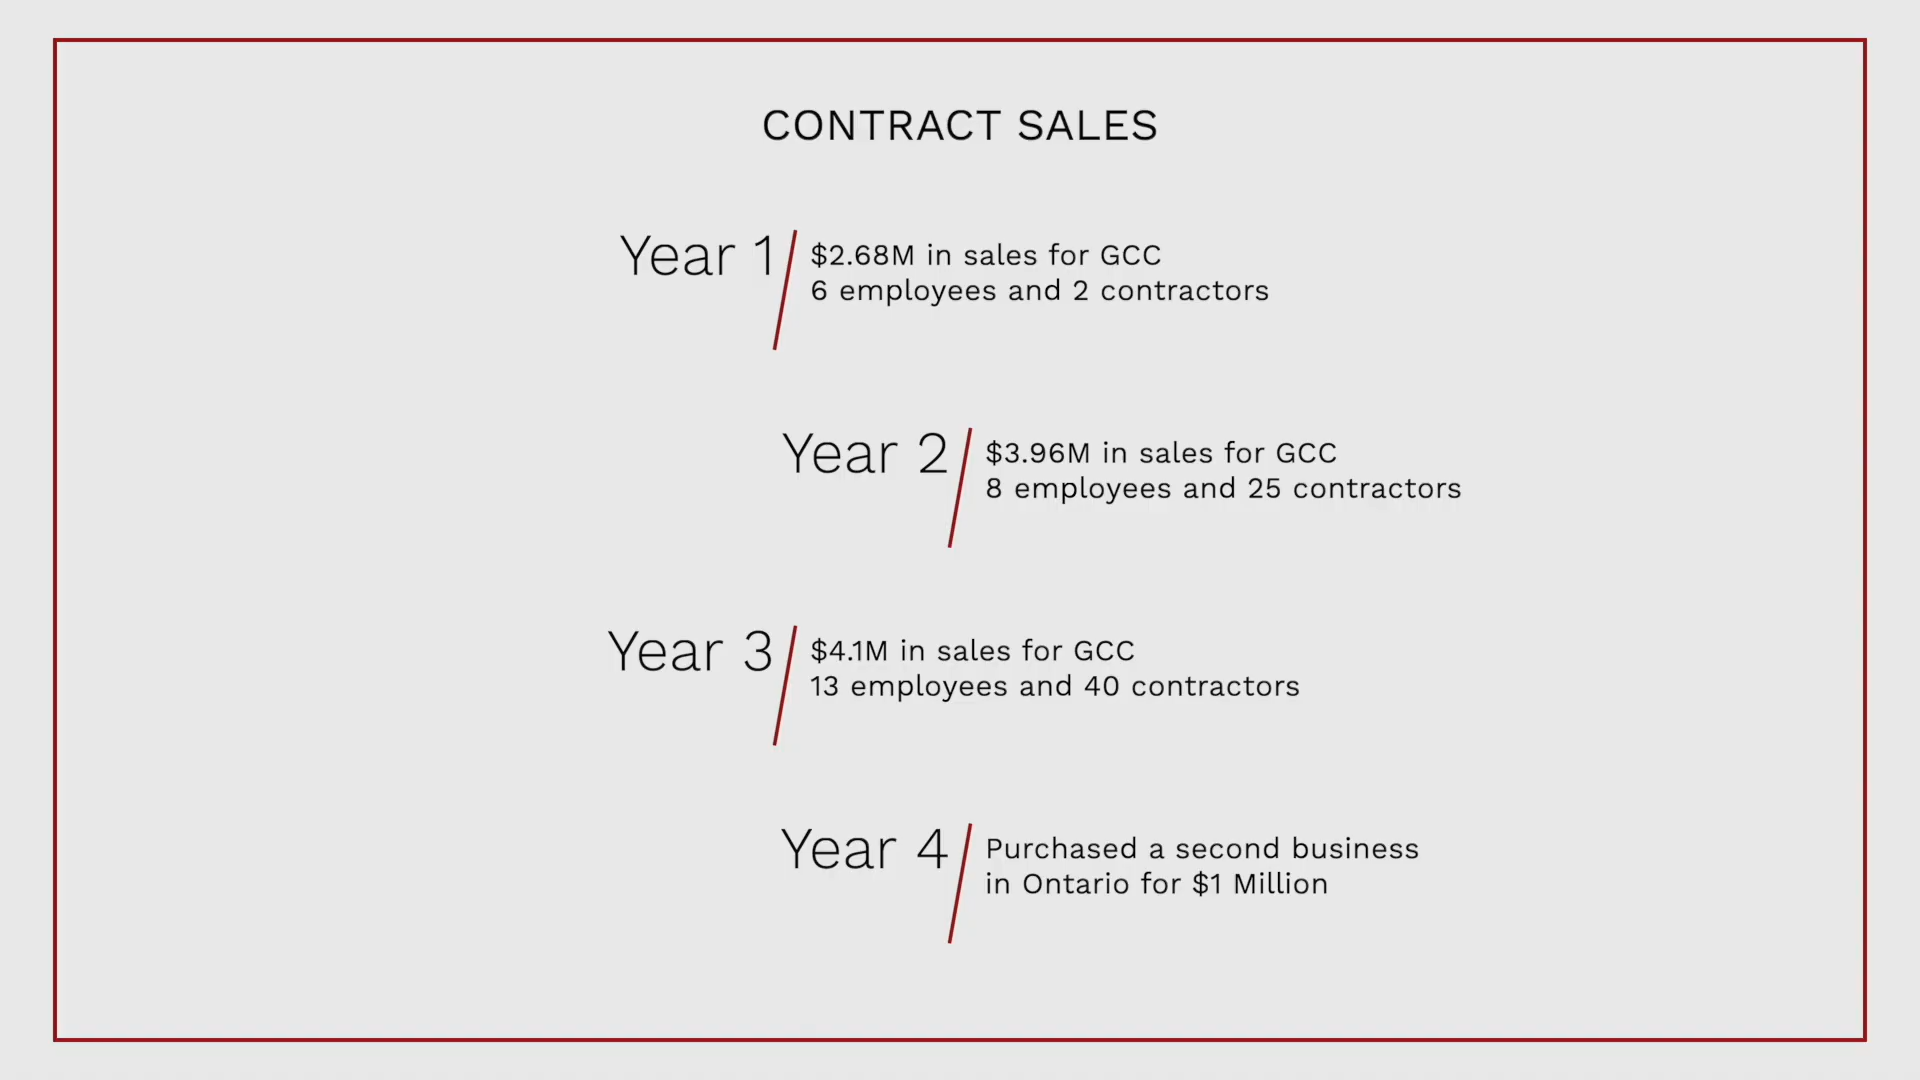 CONTRACT SALES
Year 1
$2.68M in sales for GCC
6 employees and 2 contractors
Year 2
$3.96M in sales for GCC
8 employees and 25 contractors
Year 3
$4.1M in sales for GCC
13 employees and 40 contractors
Year 4
Purchased a second business
in Ontario for $1 Million